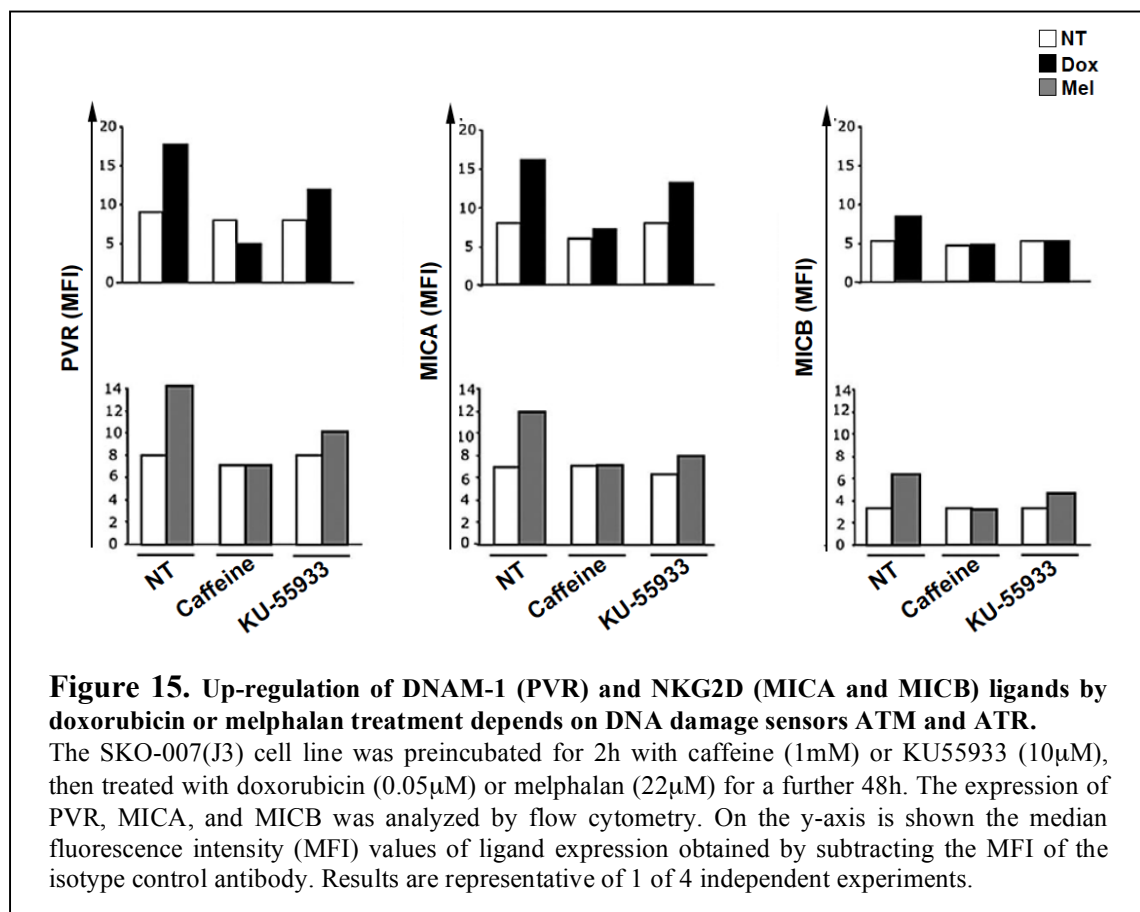 NT
Dox
Mel
20
15
10
5
0
PVR (MFI)
14
12
10
8
6
4
2
0
NT
Caffeine
KU-55933
20
15
10
5
0
MICA (MFI)
14
12
10
8
6
4
2
0
NT
Caffeine
KU-55933
20
15
10
5
0
MICB (MFI)
14
12
10
8
6
4
2
0
NT
Caffeine
KU-55933
Figure 15. Up-regulation of DNAM-1 (PVR) and NKG2D (MICA and MICB) ligands by
doxorubicin or melphalan treatment depends on DNA damage sensors ATM and ATR.
The SKO-007(J3) cell line was preincubated for 2h with caffeine (1mM) or KU55933 (10μM),
then treated with doxorubicin (0.05μM) or melphalan (22μM) for a further 48h. The expression of
PVR, MICA, and MICB was analyzed by flow cytometry. On the y-axis is shown the median
fluorescence intensity (MFI) values of ligand expression obtained by subtracting the MFI of the
isotype control antibody. Results are representative of 1 of 4 independent experiments.